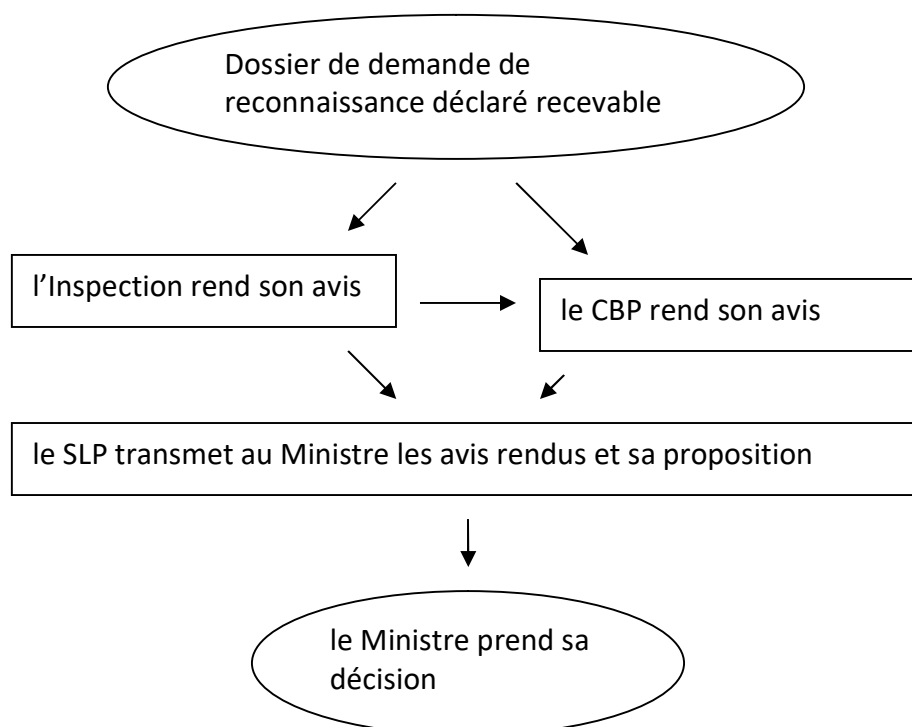 Dossier de demande de
reconnaissance déclaré recevable
l’Inspection rend son avis
le CBP rend son avis
le SLP transmet au Ministre les avis rendus et sa proposition
le Ministre prend sa
décision